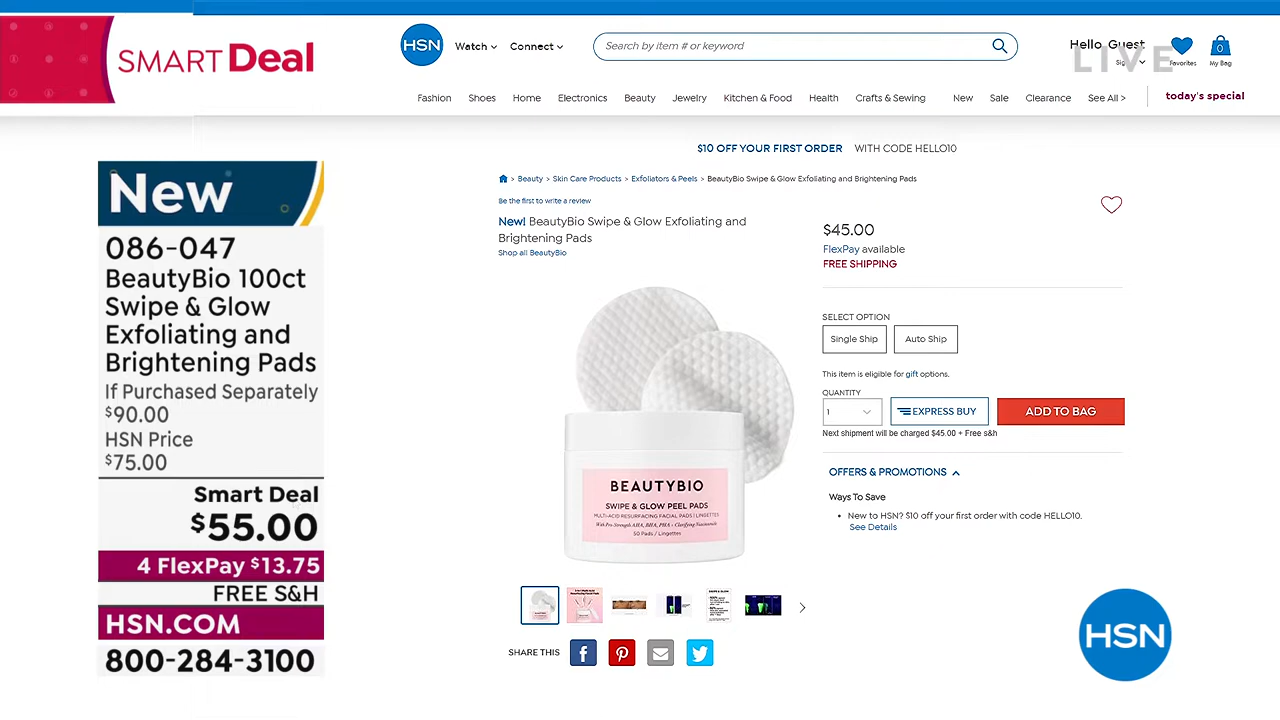 SMART Deal
HSN
Watch
Connect
Search by item # or keyword
Hello, Guest
LIVE
Favorites
0
My Bag
Fashion
Shoes
Home
Electronics
Beauty
Jewelry
Kitchen & Food
Health
Crafts & Sewing
New
Sale
Clearance
See All >
today's special
$10 OFF YOUR FIRST ORDER WITH CODE HELLO10
> Beauty > Skin Care Products > Exfoliators & Peels > BeautyBio Swipe & Glow Exfoliating and Brightening Pads
Be the first to write a review
New! BeautyBio Swipe & Glow Exfoliating and
Brightening Pads
Shop all BeautyBio
New
086-047
BeautyBio 100ct
Swipe & Glow
Exfoliating and
Brightening Pads
If Purchased Separately
$90.00
HSN Price
$75.00
Smart Deal
$55.00
4 FlexPay $13.75
FREE S&H
HSN.COM
800-284-3100
BEAUTYBIO
SWIPE & GLOW PEEL PADS
MULTI-ACID RESURFACING FACIAL PADS | LINGETTES
With Pro-Strength AHA, BHA, PHA + Clarifying Niacinamide
50 Pads / Lingettes
SHARE THIS
$45.00
FlexPay available
FREE SHIPPING
SELECT OPTION
Single Ship
Auto Ship
This item is eligible for gift options.
QUANTITY
1
EXPRESS BUY
ADD TO BAG
Next shipment will be charged $45.00 + Free s&h
OFFERS & PROMOTIONS
Ways To Save
• New to HSN? $10 off your first order with code HELLO10.
See Details
HSN